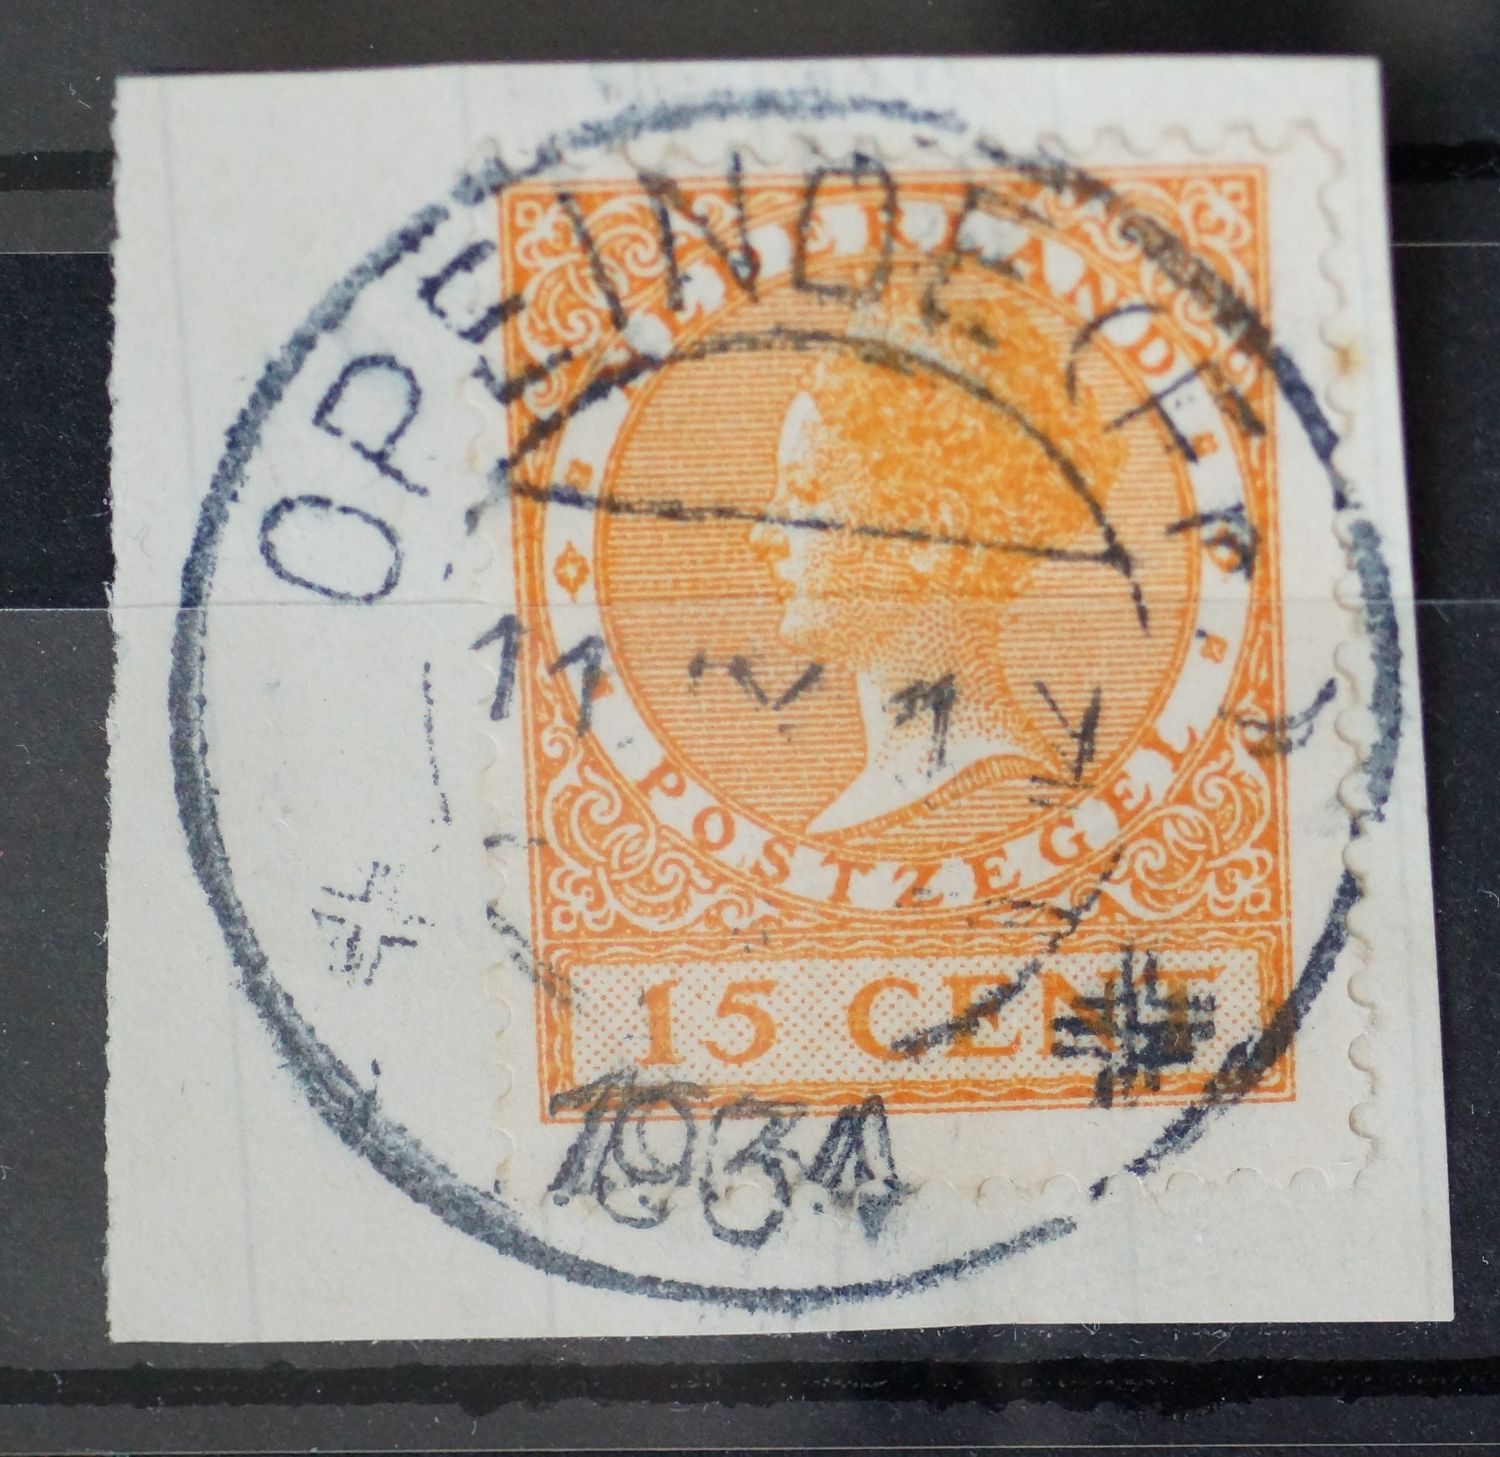 OPEINDE (FR.)
NEDERLAND
11
1
POSTZEGEL
15 CENT
1934